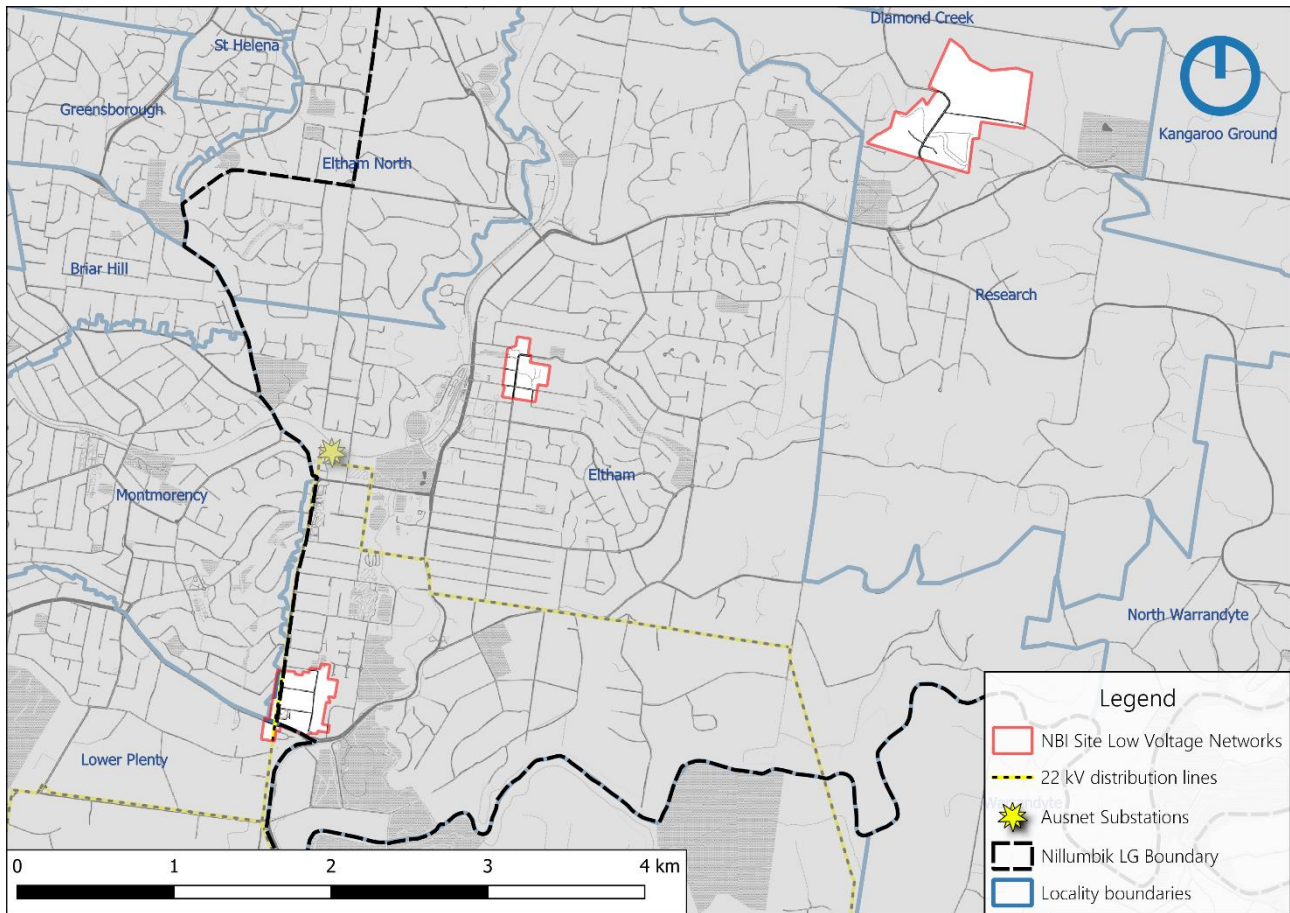 Diamond Creek
St Helena
Greensborough
Kangaroo Ground
Eltham North
Briar Hill
Research
Eltham
Montmorency
North Warrandyte
Lower Plenty
Warrandyte
Legend
NBI Site Low Voltage Networks
22 kV distribution lines
Ausnet Substations
Nillumbik LG Boundary
Locality boundaries
0 1 2 3 4 km